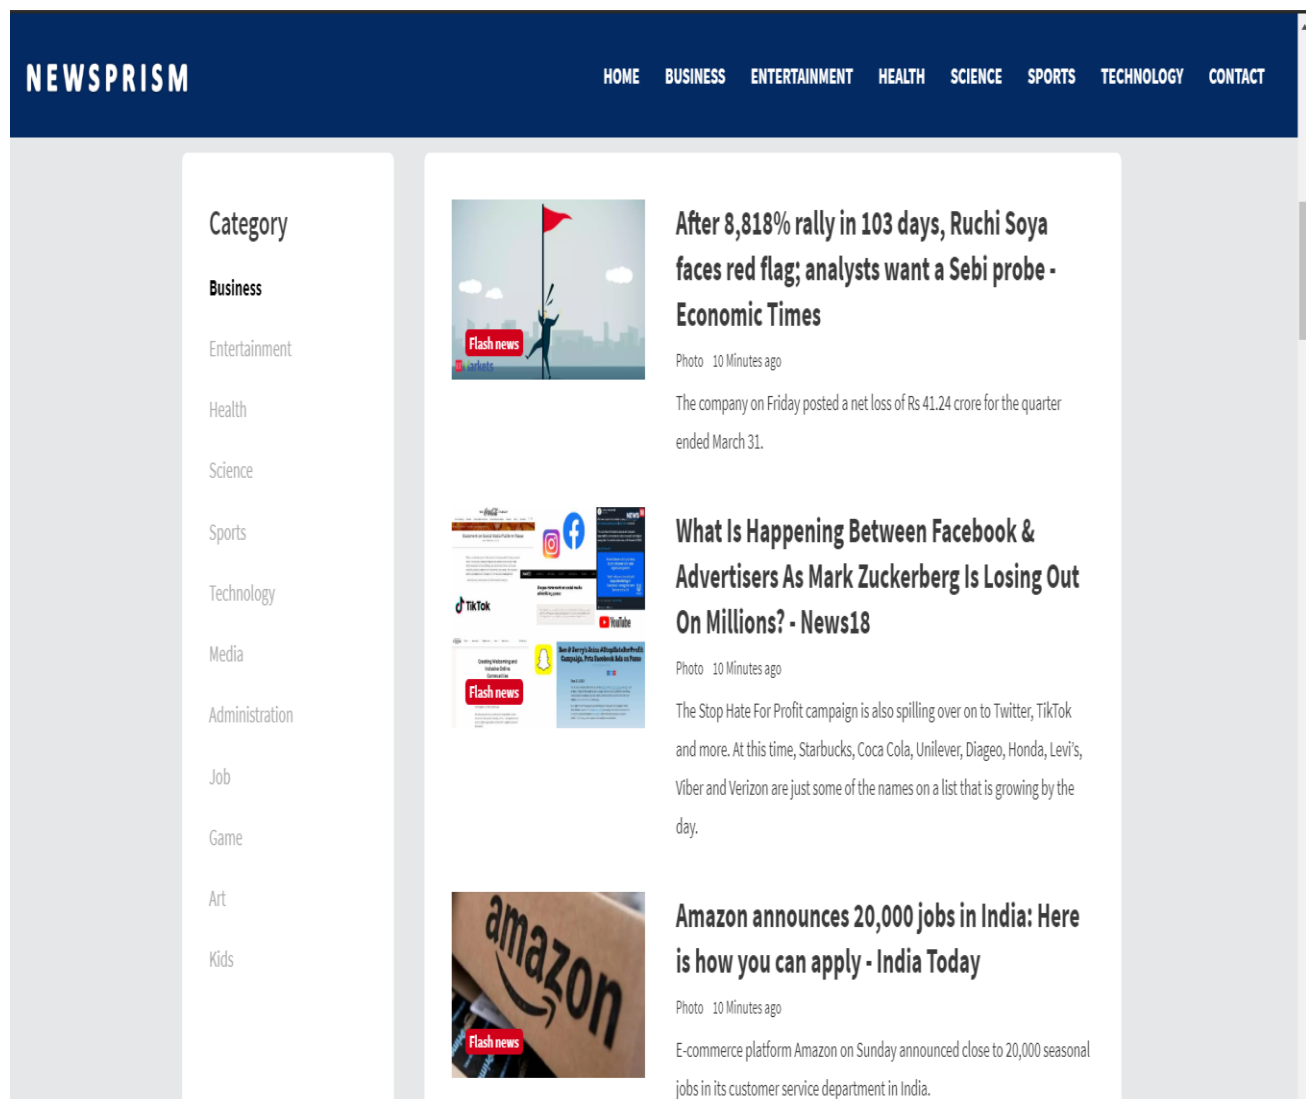 NEWSPRISM
HOME BUSINESS ENTERTAINMENT HEALTH SCIENCE SPORTS TECHNOLOGY CONTACT
Category
Business
Entertainment
Health
Science
Sports
Technology
Media
Administration
Job
Game
Art
Kids
Flash news
After 8,818% rally in 103 days, Ruchi Soya
faces red flag; analysts want a Sebi probe -
Economic Times
Photo 10 Minutes ago
The company on Friday posted a net loss of Rs 41.24 crore for the quarter
ended March 31.
TikTok
YouTube
Flash news
What Is Happening Between Facebook &
Advertisers As Mark Zuckerberg Is Losing Out
On Millions? - News18
Photo 10 Minutes ago
The Stop Hate For Profit campaign is also spilling over on to Twitter, TikTok
and more. At this time, Starbucks, Coca Cola, Unilever, Diageo, Honda, Levi's,
Viber and Verizon are just some of the names on a list that is growing by the
day.
amazon
Flash news
Amazon announces 20,000 jobs in India: Here
is how you can apply - India Today
Photo 10 Minutes ago
E-commerce platform Amazon on Sunday announced close to 20,000 seasonal
jobs in its customer service department in India.